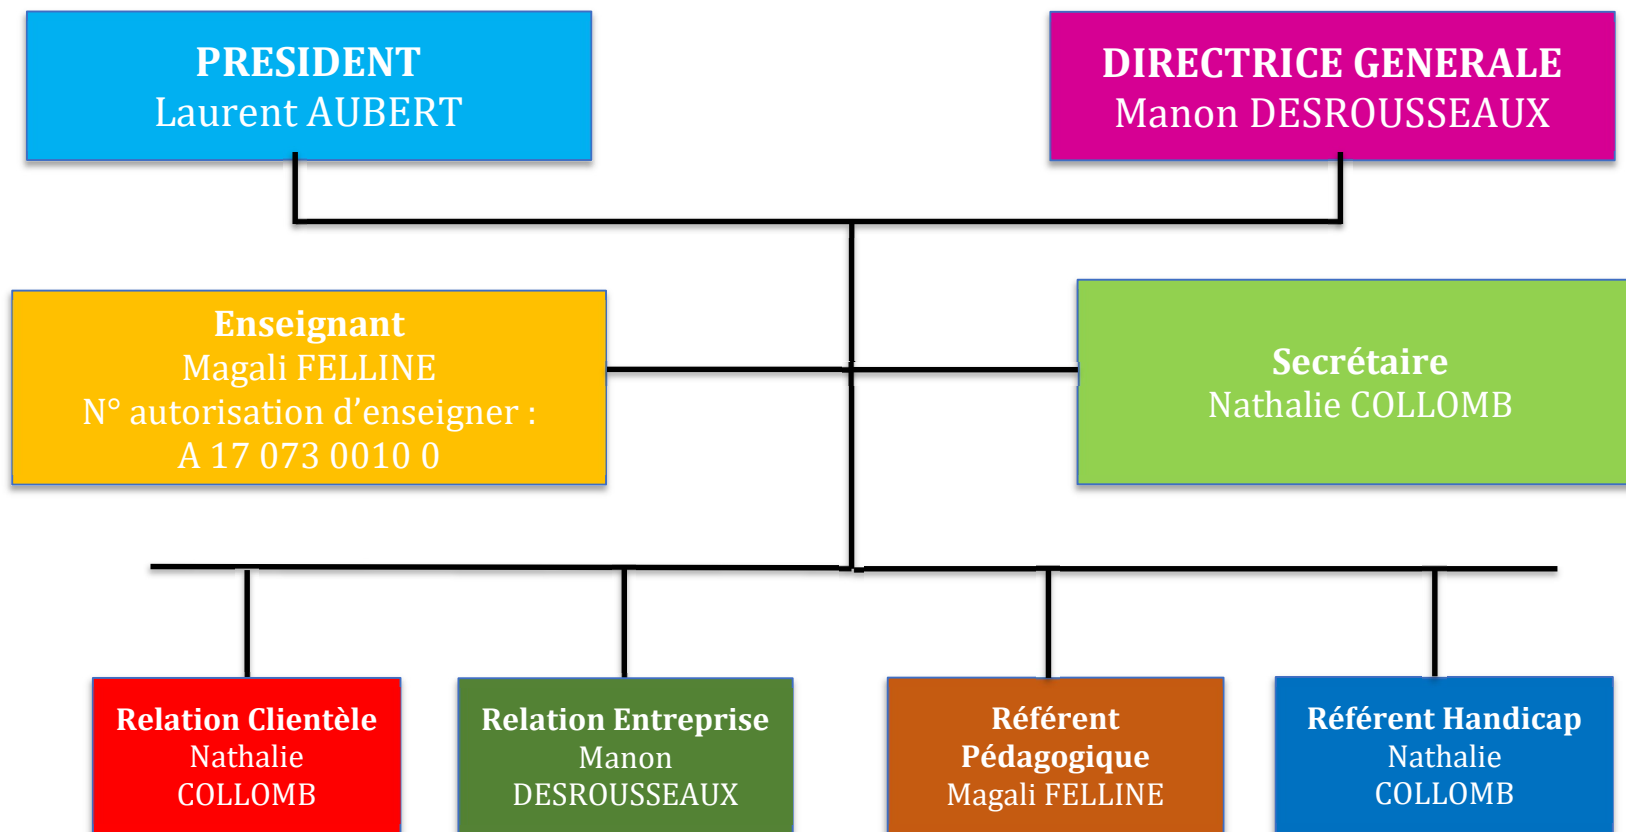 PRESIDENT
Laurent AUBERT
DIRECTRICE GENERALE
Manon DESROUSSEAUX
Enseignant
Magali FELLINE
N° autorisation d’enseigner :
A 17 073 0010 0
Secrétaire
Nathalie COLLOMB
Relation Clientèle
Nathalie
COLLOMB
Relation Entreprise
Manon
DESROUSSEAUX
Référent
Pédagogique
Magali FELLINE
Référent Handicap
Nathalie
COLLOMB